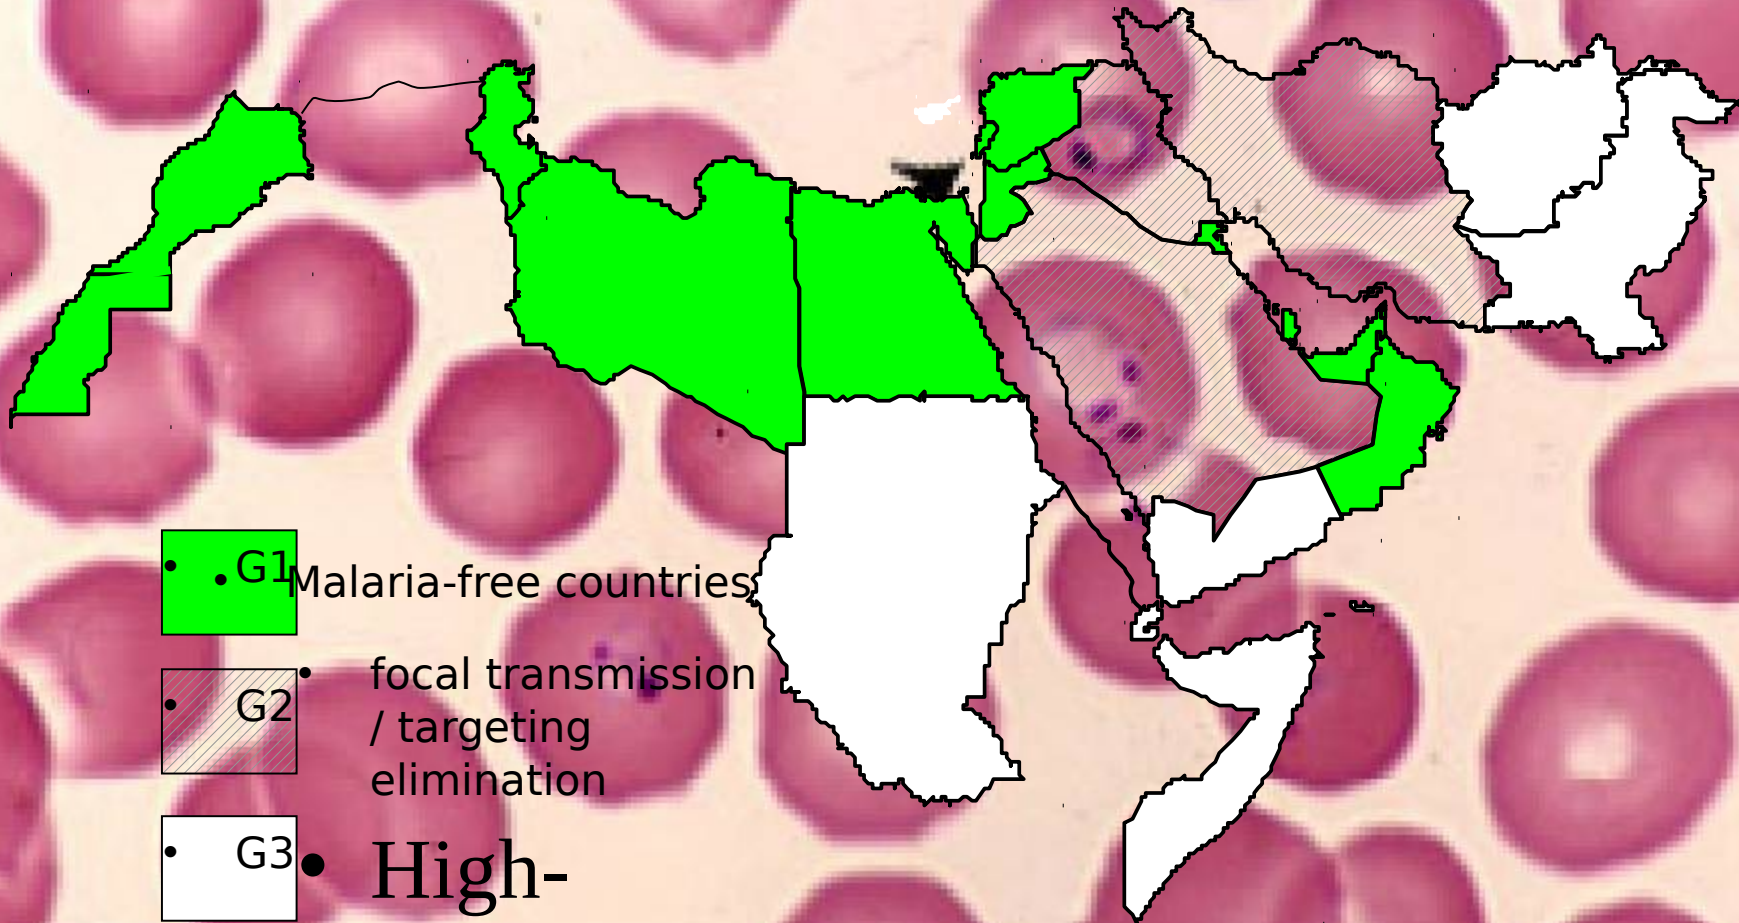 • • G1 Malaria-free countries
• G2 • focal transmission
/ targeting
elimination
• G3 • High-